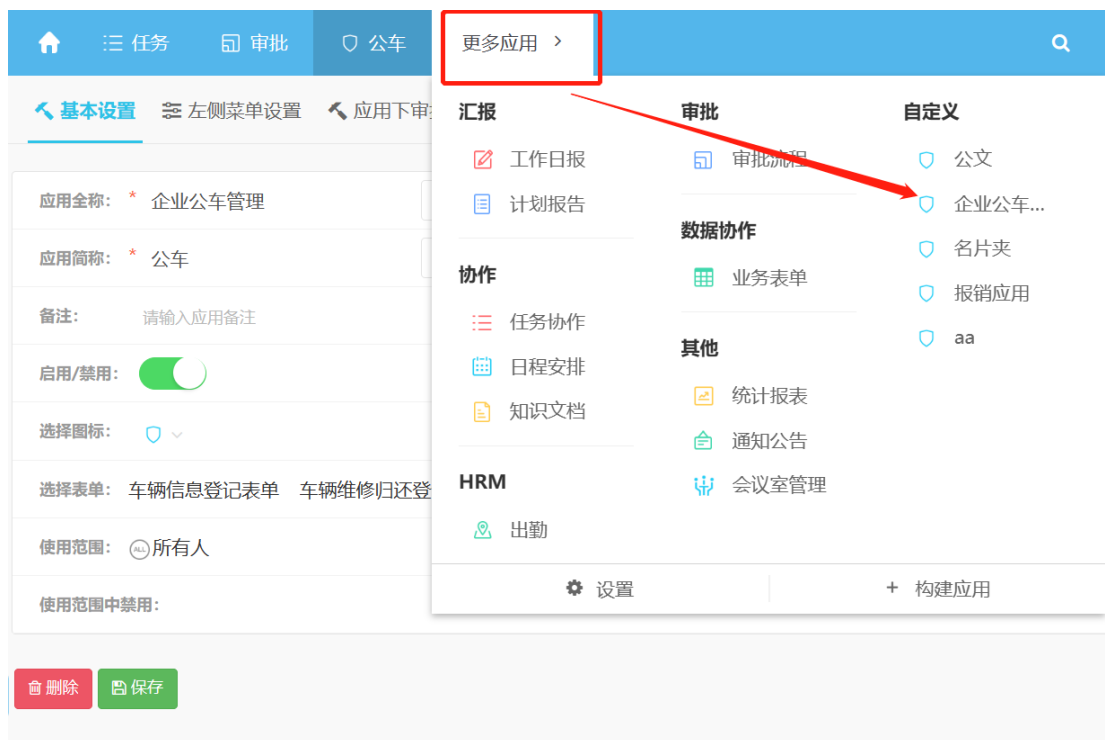 任务 审批 公车 更多应用
基本设置 左侧菜单设置 应用下审
应用全称: * 企业公车管理
应用简称: * 公车
备注: 请输入应用备注
启用/禁用:
选择图标:
选择表单: 车辆信息登记表单 车辆维修归还登
使用范围: ALL 所有人
使用范围中禁用:
删除 保存
汇报
工作日报
计划报告
协作
任务协作
日程安排
知识文档
HRM
出勤
审批
审批流程
数据协作
业务表单
其他
统计报表
通知公告
会议室管理
自定义
公文
企业公车...
名片夹
报销应用
aa
设置 + 构建应用